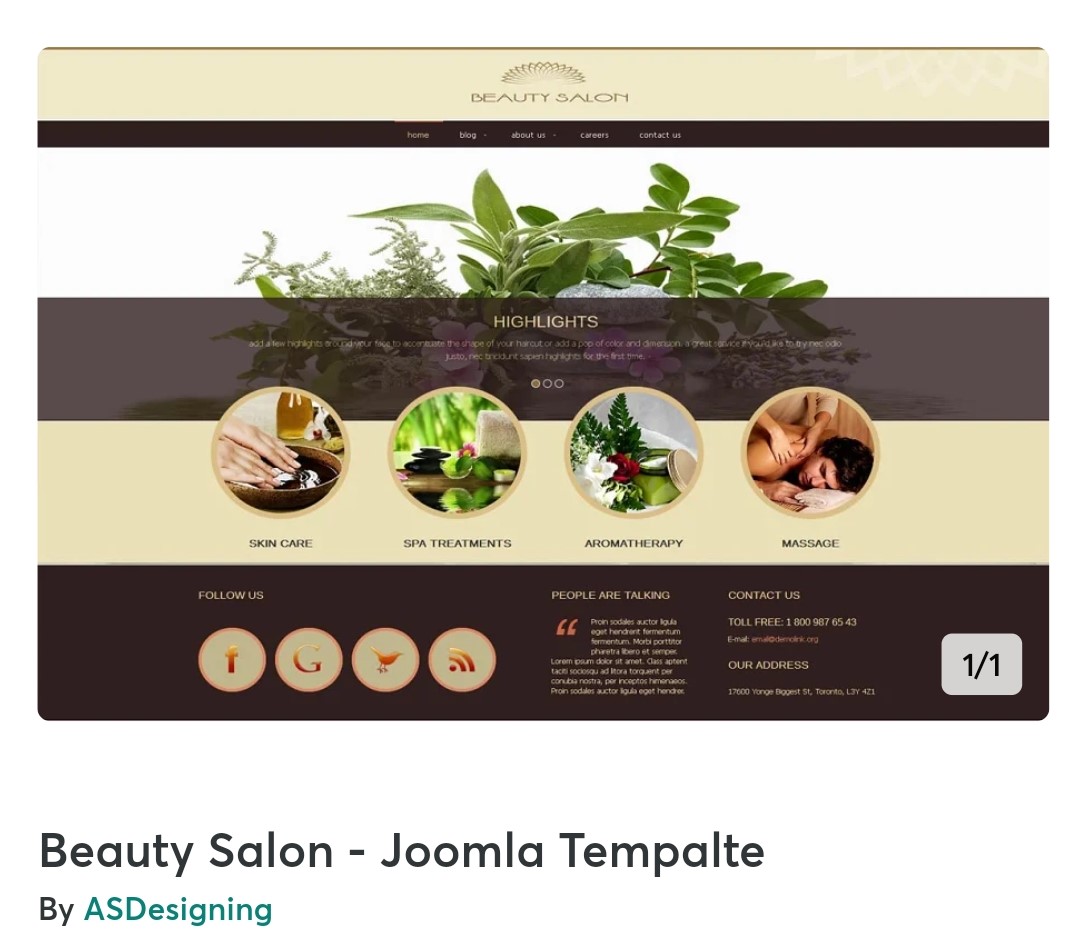 BEAUTY SALON
home blog - about us - careers contact us
HIGHLIGHTS
add a few highlights around your face to accentuate the shape of your haircut or add a pop of color and dimension. a great service if you'd like to try nec odio
justo, nec tincidunt sapien highlights for the first time. -
SKIN CARE SPA TREATMENTS AROMATHERAPY MASSAGE
FOLLOW US
f G
PEOPLE ARE TALKING
“ Proin sodales auctor ligula
eget hendrerit fermentum
fermentum. Morbi porttitor
pharetra libero et semper.
Lorem ipsum dolor sit amet. Class aptent
taciti sociosqu ad litora torquent per
conubia nostra, per inceptos himenaeos.
Proin sodales auctor ligula eget hendrer.
CONTACT US
TOLL FREE: 1 800 987 65 43
E-mail: email@demolink.org
OUR ADDRESS
17600 Yonge Biggest St, Toronto, L3Y 4Z1
1/1
Beauty Salon - Joomla Tempalte
By ASDesigning